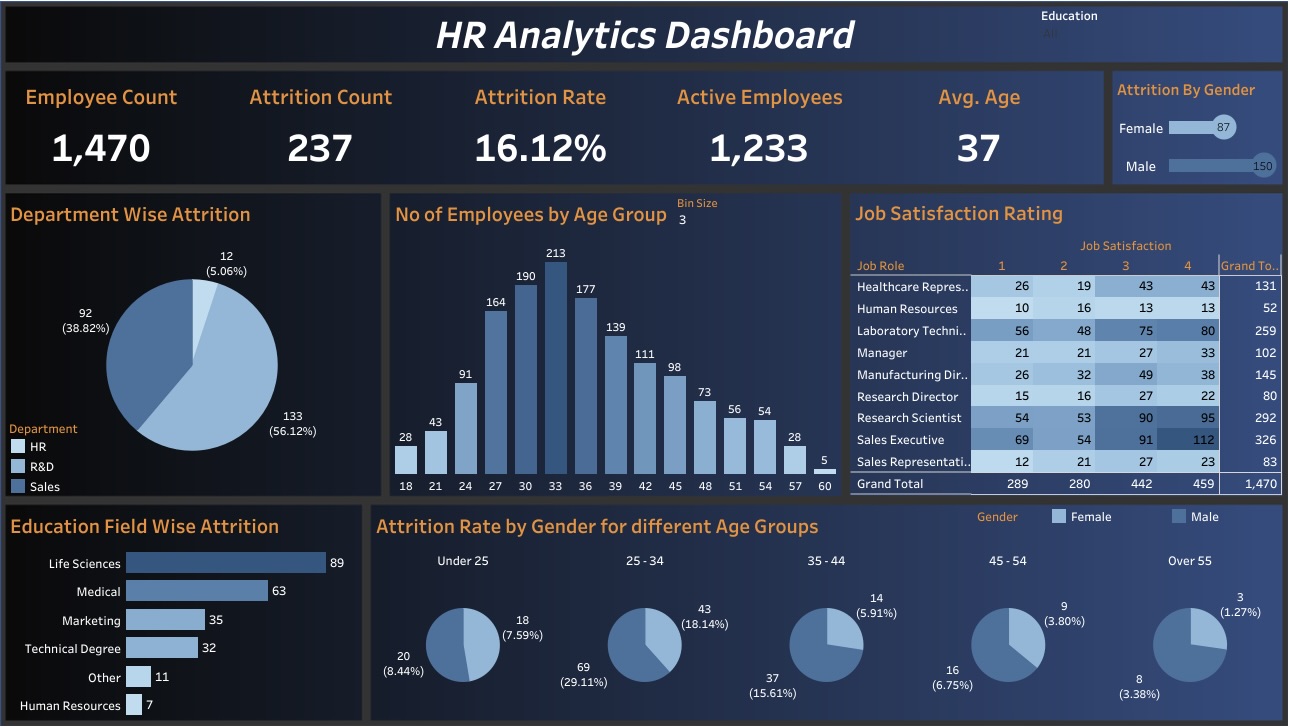 HR Analytics Dashboard
Education
All
Employee Count
Attrition Count
Attrition Rate
Active Employees
Avg. Age
1,470
237
16.12%
1,233
37
Attrition By Gender
Female 87
Male 150
Department Wise Attrition
12
(5.06%)
92
(38.82%)
133
(56.12%)
Department
HR
R&D
Sales
No of Employees by Age Group
Bin Size
3
28 43 91 164 190 213 177 139 111 98 73 56 54 28 5
18 21 24 27 30 33 36 39 42 45 48 51 54 57 60
Job Satisfaction Rating
Job Satisfaction
Job Role 1 2 3 4 Grand To..
Healthcare Repres.. 26 19 43 43 131
Human Resources 10 16 13 13 52
Laboratory Techni.. 56 48 75 80 259
Manager 21 21 27 33 102
Manufacturing Dir.. 26 32 49 38 145
Research Director 15 16 27 22 80
Research Scientist 54 53 90 95 292
Sales Executive 69 54 91 112 326
Sales Representati.. 12 21 27 23 83
Grand Total 289 280 442 459 1,470
Education Field Wise Attrition
Life Sciences 89
Medical 63
Marketing 35
Technical Degree 32
Other 11
Human Resources 7
Attrition Rate by Gender for different Age Groups
Gender Female Male
Under 25
18
(7.59%)
20
(8.44%)
25 - 34
43
(18.14%)
69
(29.11%)
35 - 44
14
(5.91%)
37
(15.61%)
45 - 54
9
(3.80%)
16
(6.75%)
Over 55
3
(1.27%)
8
(3.38%)